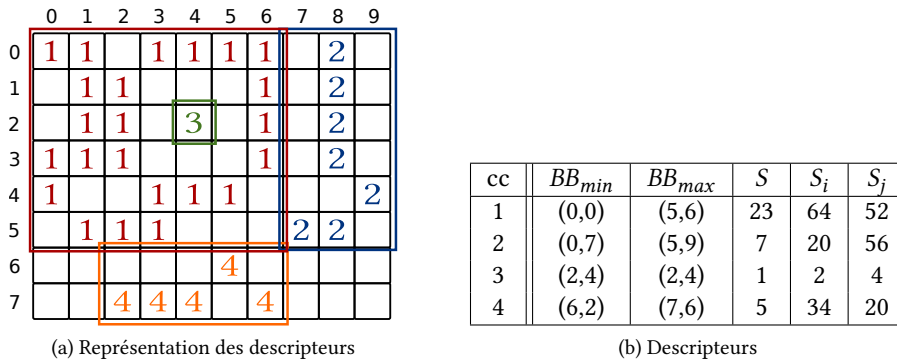 0 1 2 3 4 5 6 7 8 9
0 1 1 1 1 1 1 2
1 1 1 1 2
2 1 1 3 1 2
3 1 1 1 1 2
4 1 1 1 1 2
5 1 1 1 2 2
6 4
7 4 4 4 4
(a) Représentation des descripteurs
cc BB_min BB_max S S_i S_j
1 (0,0) (5,6) 23 64 52
2 (0,7) (5,9) 7 20 56
3 (2,4) (2,4) 1 2 4
4 (6,2) (7,6) 5 34 20
(b) Descripteurs